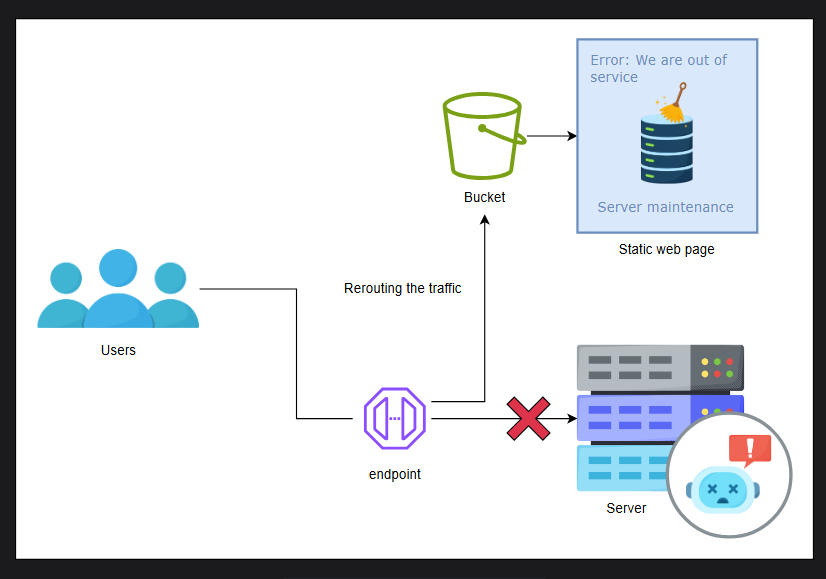 Error: We are out of
service
Server maintenance
Bucket
Static web page
Rerouting the traffic
Users
endpoint
Server